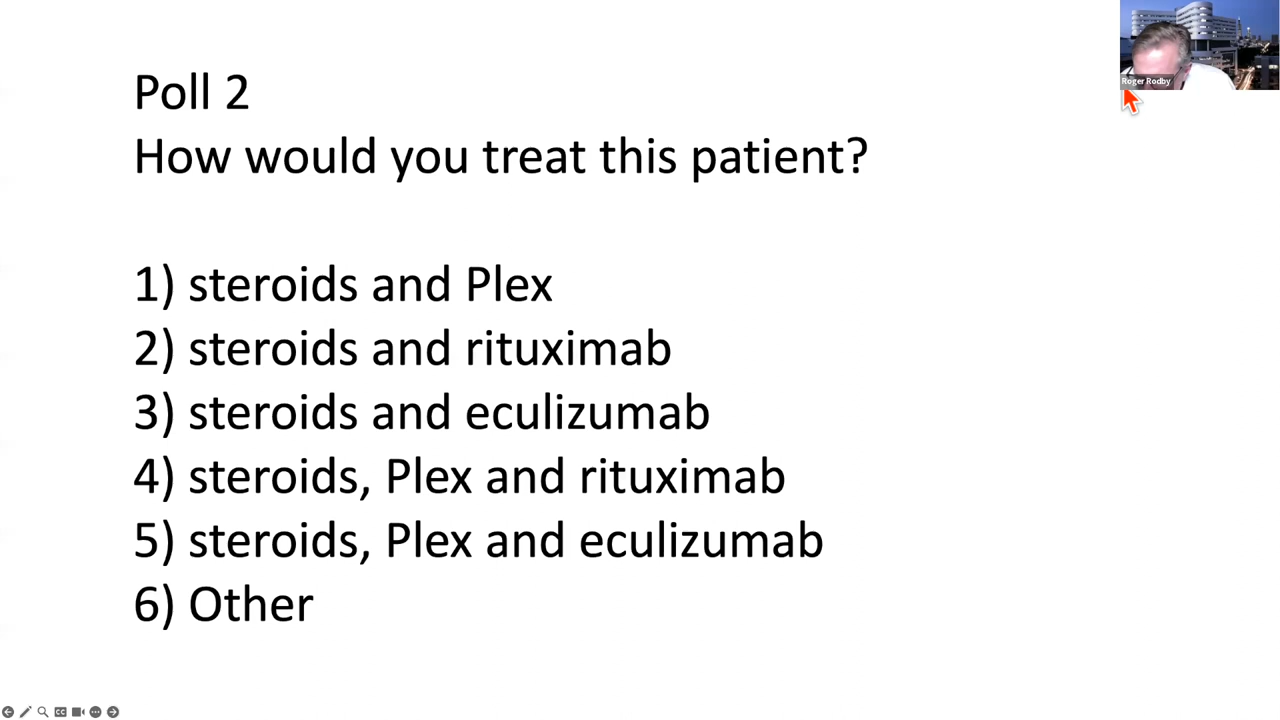 Poll 2
How would you treat this patient?
1) steroids and Plex
2) steroids and rituximab
3) steroids and eculizumab
4) steroids, Plex and rituximab
5) steroids, Plex and eculizumab
6) Other
Roger Rodby
CC